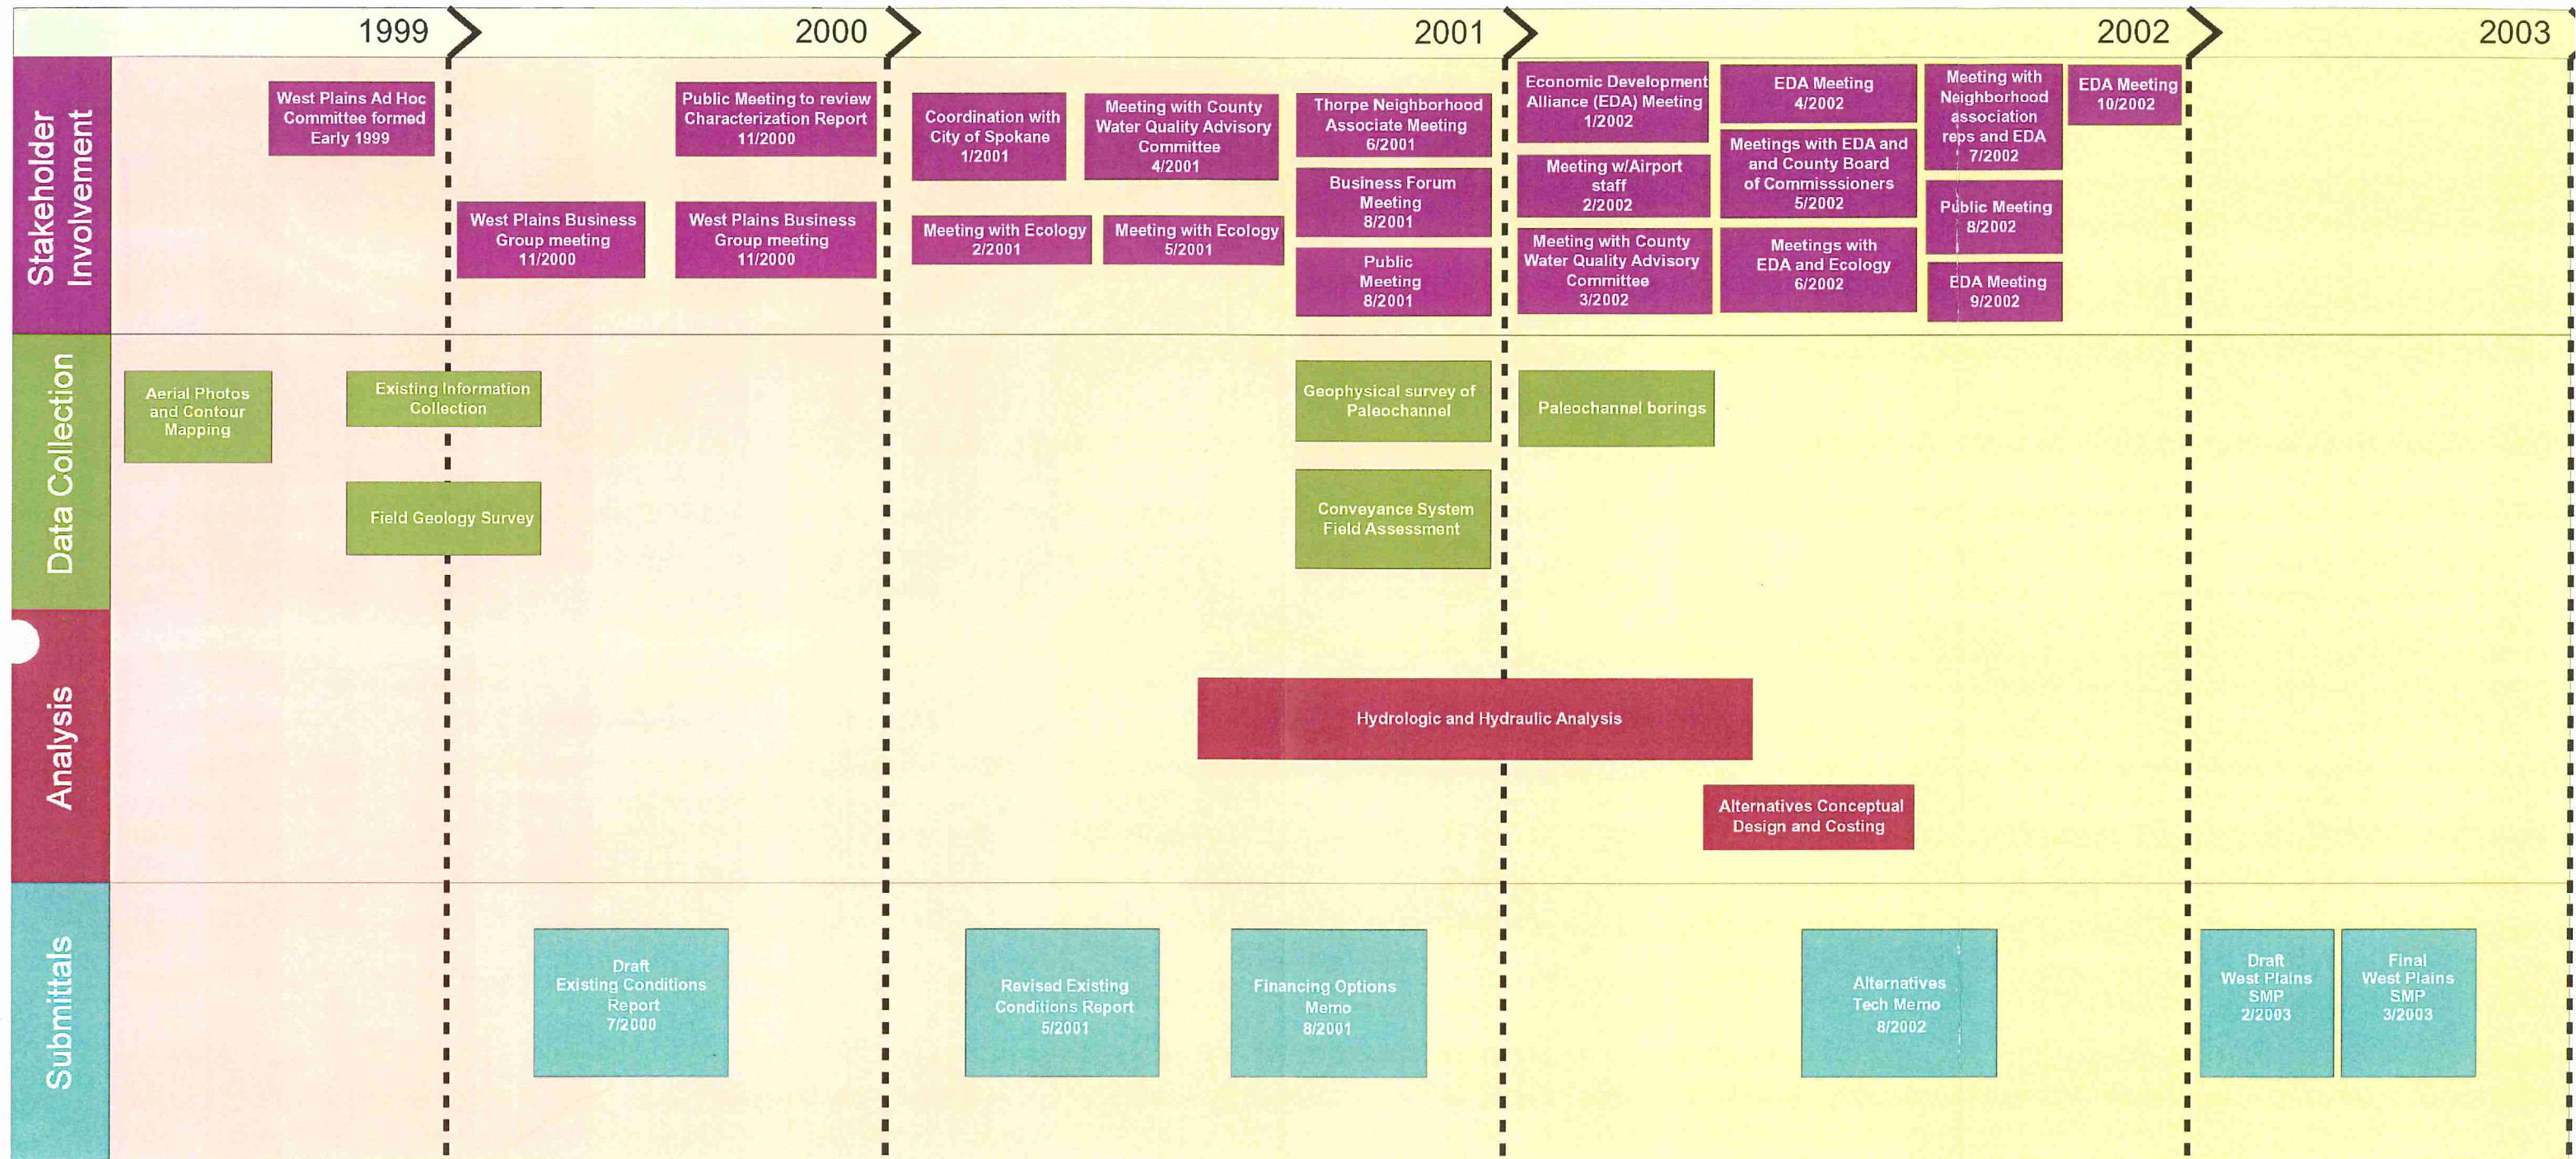 1999
2000
2001
2002
2003
Stakeholder
Involvement
West Plains Ad Hoc
Committee formed
Early 1999
West Plains Business
Group meeting
11/2000
Public Meeting to review
Characterization Report
11/2000
West Plains Business
Group meeting
11/2000
Coordination with
City of Spokane
1/2001
Meeting with Ecology
2/2001
Meeting with County
Water Quality Advisory
Committee
4/2001
Meeting with Ecology
5/2001
Thorpe Neighborhood
Associate Meeting
6/2001
Business Forum
Meeting
8/2001
Public
Meeting
8/2001
Economic Development
Alliance (EDA) Meeting
1/2002
Meeting w/Airport
staff
2/2002
Meeting with County
Water Quality Advisory
Committee
3/2002
EDA Meeting
4/2002
Meetings with EDA and
and County Board
of Commisssioners
5/2002
Meetings with
EDA and Ecology
6/2002
Meeting with
Neighborhood
association
reps and EDA
7/2002
Public Meeting
8/2002
EDA Meeting
9/2002
EDA Meeting
10/2002
Data Collection
Aerial Photos
and Contour
Mapping
Existing Information
Collection
Field Geology Survey
Geophysical survey of
Paleochannel
Conveyance System
Field Assessment
Paleochannel borings
Analysis
Hydrologic and Hydraulic Analysis
Alternatives Conceptual
Design and Costing
Submittals
Draft
Existing Conditions
Report
7/2000
Revised Existing
Conditions Report
5/2001
Financing Options
Memo
8/2001
Alternatives
Tech Memo
8/2002
Draft
West Plains
SMP
2/2003
Final
West Plains
SMP
3/2003